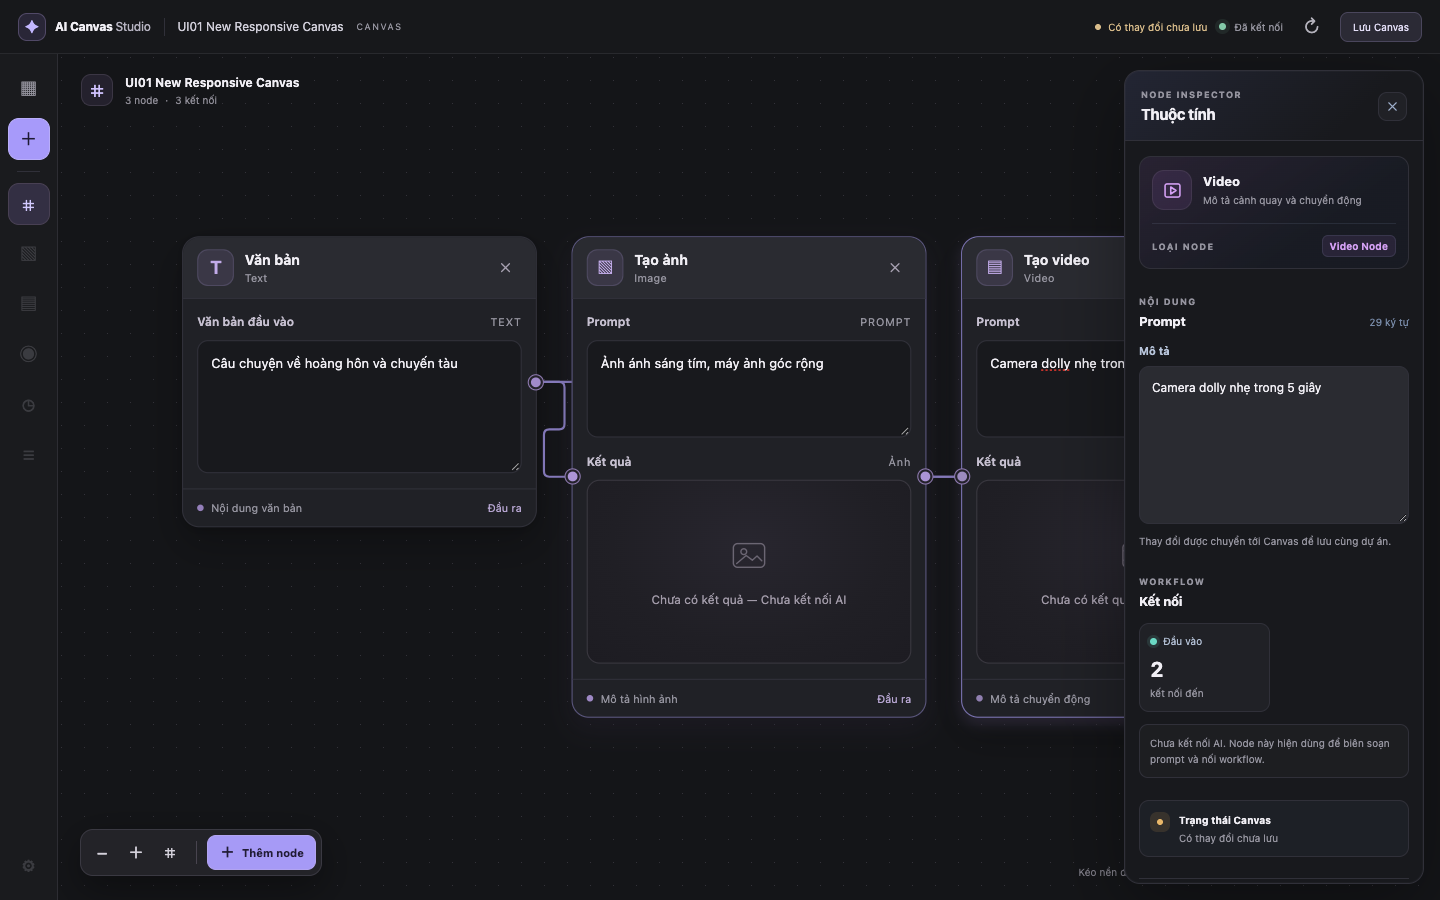 AI Canvas Studio
UI01 New Responsive Canvas
CANVAS
Có thay đổi chưa lưu
Đã kết nối
Lưu Canvas
UI01 New Responsive Canvas
3 node · 3 kết nối
Văn bản
Text
Văn bản đầu vào
TEXT
Câu chuyện về hoàng hôn và chuyến tàu
Nội dung văn bản
Đầu ra
Tạo ảnh
Image
Prompt
PROMPT
Ảnh ánh sáng tím, máy ảnh góc rộng
Kết quả
Ảnh
Chưa có kết quả — Chưa kết nối AI
Mô tả hình ảnh
Đầu ra
Tạo video
Video
Prompt
Camera dolly nhẹ tron
Kết quả
Chưa có kết qu
Mô tả chuyển động
NODE INSPECTOR
Thuộc tính
Video
Mô tả cảnh quay và chuyển động
LOẠI NODE
Video Node
NỘI DUNG
Prompt
29 ký tự
Mô tả
Camera dolly nhẹ trong 5 giây
Thay đổi được chuyển tới Canvas để lưu cùng dự án.
WORKFLOW
Kết nối
Đầu vào
2
kết nối đến
Chưa kết nối AI. Node này hiện dùng để biên soạn
prompt và nối workflow.
Trạng thái Canvas
Có thay đổi chưa lưu
Thêm node
Kéo nền